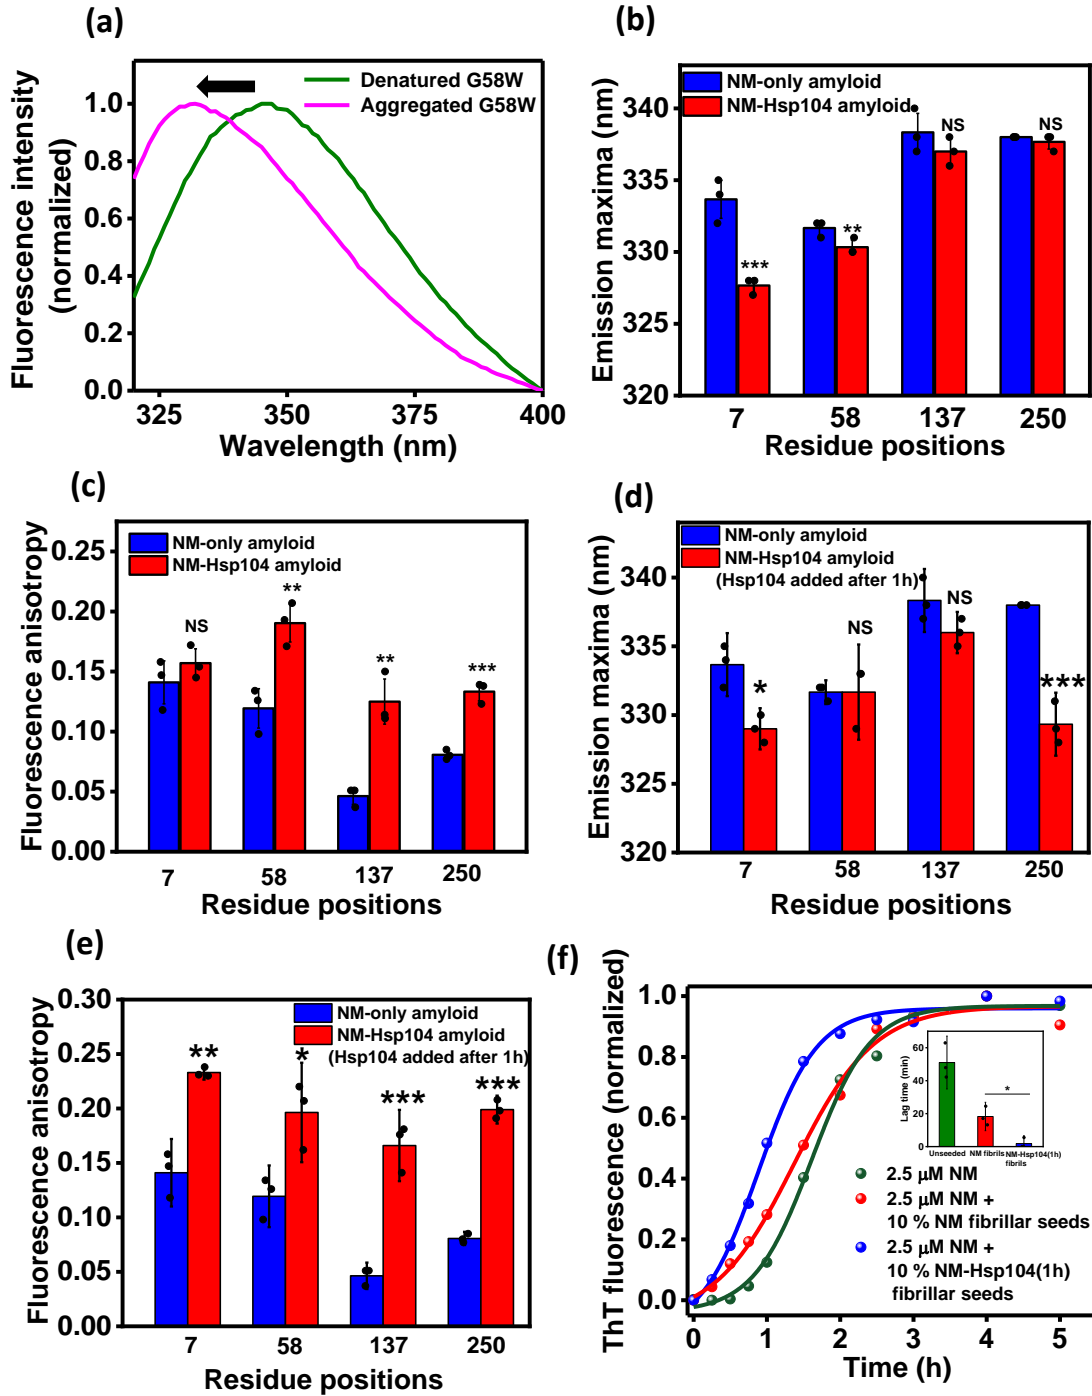 (a)
Fluorescence intensity
(normalized)
1.0
0.8
0.6
0.4
0.2
0.0
Denatured G58W
Aggregated G58W
325
350
375
400
Wavelength (nm)
(b)
Emission maxima (nm)
340
335
330
325
320
NM-only amyloid
NM-Hsp104 amyloid
***
**
NS
NS
7
58
137
250
Residue positions
(c)
Fluorescence anisotropy
0.25
0.20
0.15
0.10
0.05
0.00
NM-only amyloid
NM-Hsp104 amyloid
NS
**
**
***
7
58
137
250
Residue positions
(d)
Emission maxima (nm)
340
335
330
325
320
NM-only amyloid
NM-Hsp104 amyloid
(Hsp104 added after 1h)
*
NS
NS
***
7
58
137
250
Residue positions
(e)
Fluorescence anisotropy
0.30
0.25
0.20
0.15
0.10
0.05
0.00
NM-only amyloid
NM-Hsp104 amyloid
(Hsp104 added after 1h)
**
*
***
***
7
58
137
250
Residue positions
(f)
ThT fluorescence (normalized)
1.0
0.8
0.6
0.4
0.2
0.0
Lag time (min)
60
40
20
0
*
Unseeded
NM fibrils
NM-Hsp104(1h)
fibrils
2.5 μM NM
2.5 μM NM +
10 % NM fibrillar seeds
2.5 μM NM +
10 % NM-Hsp104(1h)
fibrillar seeds
0
1
2
3
4
5
Time (h)